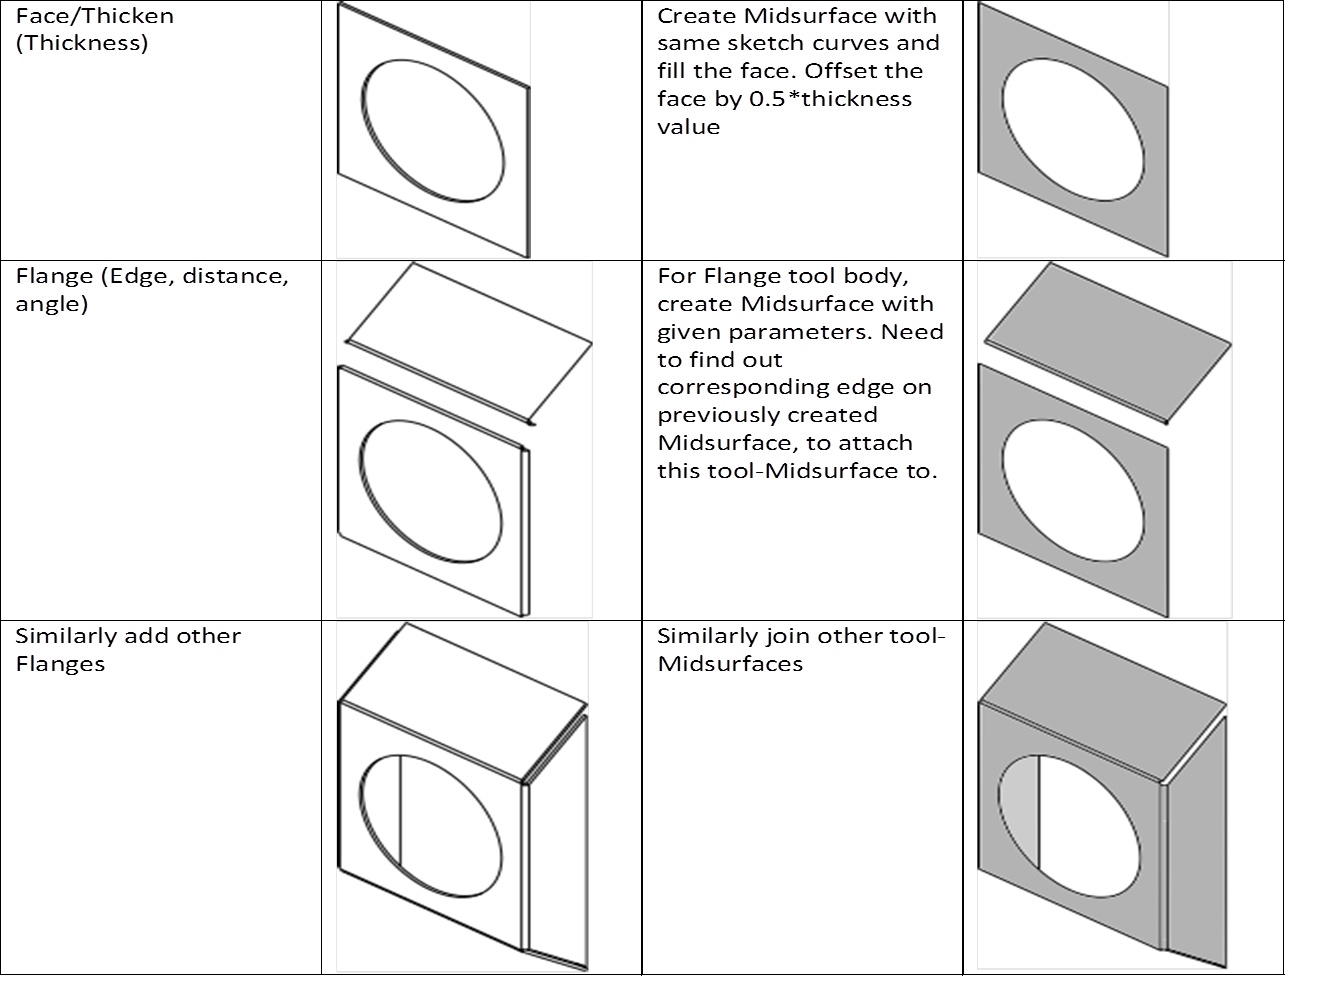 Face/Thicken
(Thickness)
Create Midsurface with
same sketch curves and
fill the face. Offset the
face by 0.5*thickness
value
Flange (Edge, distance,
angle)
For Flange tool body,
create Midsurface with
given parameters. Need
to find out
corresponding edge on
previously created
Midsurface, to attach
this tool-Midsurface to.
Similarly add other
Flanges
Similarly join other tool-
Midsurfaces